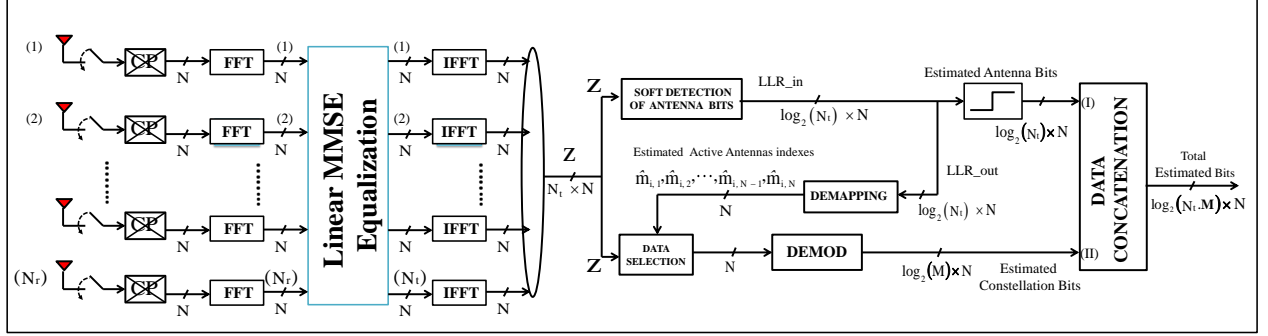 (1)
CP
N
FFT
(1)
N
(1)
N
IFFT
N
(2)
CP
N
FFT
(2)
N
(2)
N
IFFT
N
CP
N
FFT
N
N
IFFT
N
(Nr)
CP
N
FFT
(Nr)
N
(Nt)
N
IFFT
N
Linear MMSE
Equalization
Z
Nt × N
Z
SOFT DETECTION
OF ANTENNA BITS
LLR_in
log2(Nt) × N
Estimated Antenna Bits
log2(Nt)×N
(I)
Estimated Active Antennas indexes
m̂i, 1, m̂i, 2, ⋯, m̂i, N − 1, m̂i, N
N
DEMAPPING
LLR_out
log2(Nt) × N
Z
DATA
SELECTION
N
DEMOD
log2(M)×N
Estimated
Constellation Bits
(II)
DATA
CONCATENATION
Total
Estimated Bits
log2(Nt.M)× N